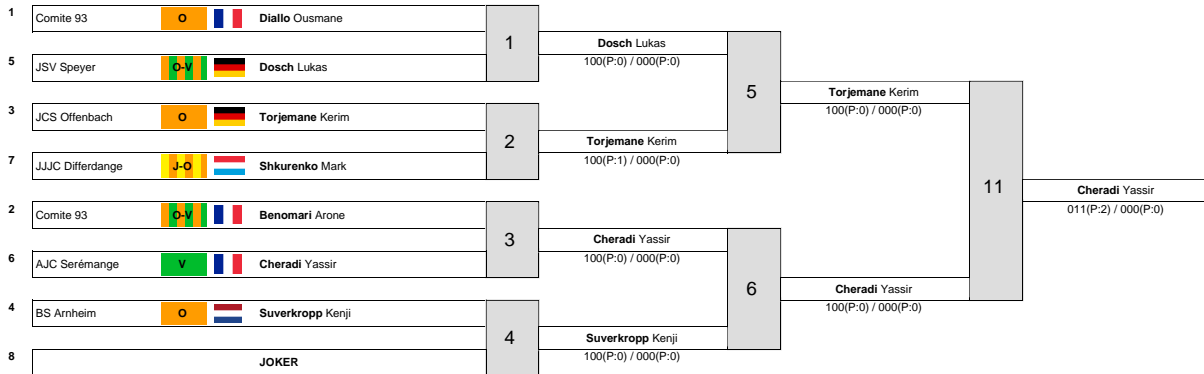 1 Comite 93 O Diallo Ousmane
1
Dosch Lukas
100(P:0) / 000(P:0)
5 JSV Speyer O-V Dosch Lukas
5
Torjemane Kerim
100(P:0) / 000(P:0)
3 JCS Offenbach O Torjemane Kerim
2
Torjemane Kerim
100(P:1) / 000(P:0)
7 JJJC Differdange J-O Shkurenko Mark
11
Cheradi Yassir
011(P:2) / 000(P:0)
2 Comite 93 O-V Benomari Arone
3
Cheradi Yassir
100(P:0) / 000(P:0)
6 AJC Serémange V Cheradi Yassir
6
Cheradi Yassir
100(P:0) / 000(P:0)
4 BS Arnheim O Suverkropp Kenji
4
Suverkropp Kenji
100(P:0) / 000(P:0)
8 JOKER